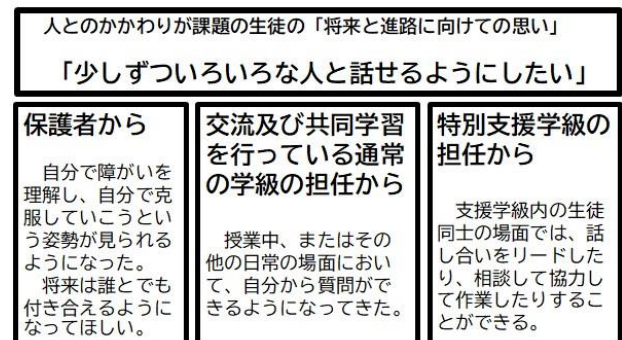 人とのかかわりが課題の生徒の「将来と進路に向けての思い」
「少しずついろいろな人と話せるようにしたい」
保護者から
自分で障がいを
理解し、自分で克
服していこうとい
う姿勢が見られる
ようになった。
将来は誰とでも
付き合えるように
なってほしい。
交流及び共同学習
を行っている通常
の学級の担任から
授業中、またはその
他の日常の場面におい
て、自分から質問がで
きるようになってきた。
特別支援学級の
担任から
支援学級内の生徒
同士の場面では、話
し合いをリードした
り、相談して協力し
て作業したりするこ
とができる。